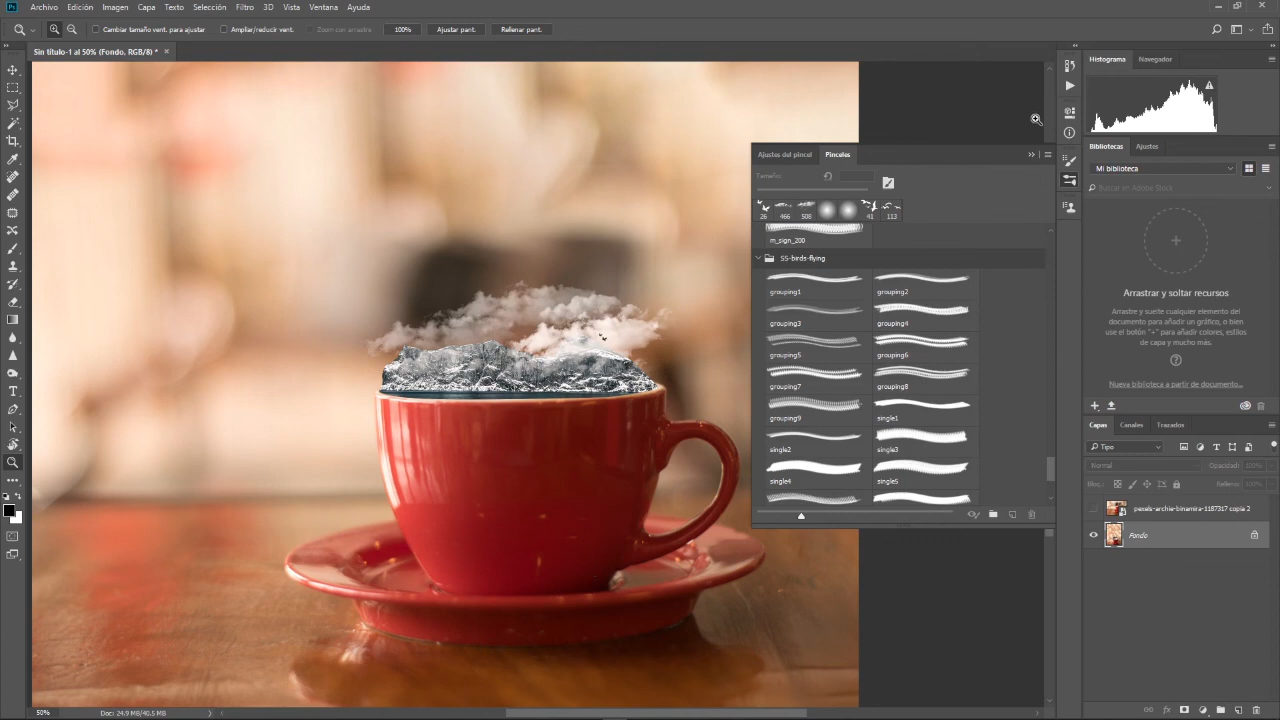 Ps Archivo Edición Imagen Capa Texto Selección Filtro 3D Vista Ventana Ayuda
Cambiar tamaño vent. para ajustar Ampliar/reducir vent. Zoom con arrastre 100% Ajustar pant. Rellenar pant.
Sin título-1 al 50% (Fondo, RGB/8) *
Histograma Navegador
Ajustes del pincel Pinceles
Tamaño:
26 466 508 41 113
m_sign_200
SS-birds-flying
grouping1 grouping2
grouping3 grouping4
grouping5 grouping6
grouping7 grouping8
grouping9 single1
single2 single3
single4 single5
Bibliotecas Ajustes
Mi biblioteca
Buscar en Adobe Stock
Arrastrar y soltar recursos
Arrastre y suelte cualquier elemento del
documento para añadir un gráfico, o bien
use el botón "+" para añadir colores, estilos
de capa y mucho más.
Nueva biblioteca a partir de documento...
Capas Canales Trazados
Tipo
Normal Opacidad: 100%
Bloq.: Relleno: 100%
pexels-archie-binamira-1187317 copia 2
Fondo
50% Doc: 24.9 MB/40.5 MB